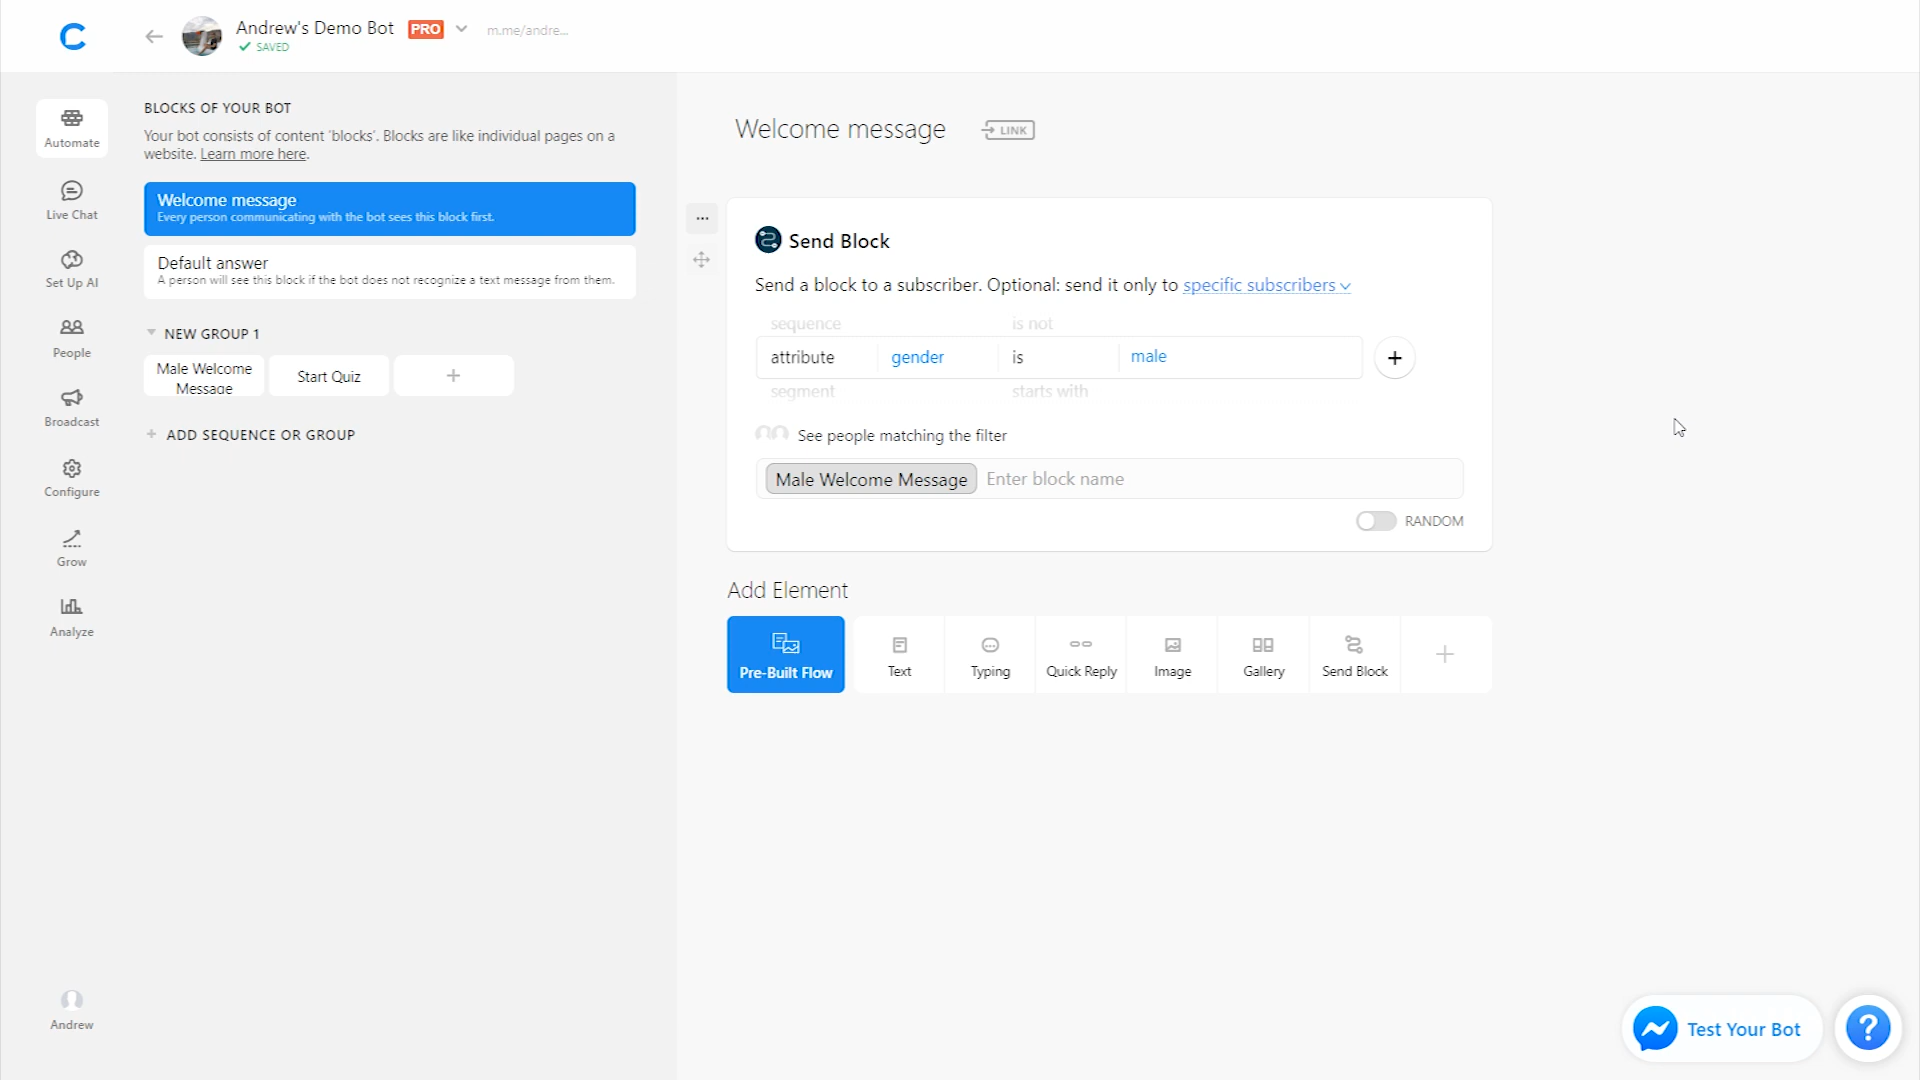 Andrew's Demo Bot PRO m.me/andre...
SAVED
Automate
Live Chat
Set Up AI
People
Broadcast
Configure
Grow
Analyze
Andrew
BLOCKS OF YOUR BOT
Your bot consists of content 'blocks'. Blocks are like individual pages on a
website. Learn more here.
Welcome message
Every person communicating with the bot sees this block first.
Default answer
A person will see this block if the bot does not recognize a text message from them.
NEW GROUP 1
Male Welcome
Message
Start Quiz
+
+ ADD SEQUENCE OR GROUP
Welcome message LINK
Send Block
Send a block to a subscriber. Optional: send it only to specific subscribers
sequence is not
attribute gender is male +
segment starts with
See people matching the filter
Male Welcome Message Enter block name
RANDOM
Add Element
Pre-Built Flow
Text
Typing
Quick Reply
Image
Gallery
Send Block
+
Test Your Bot ?